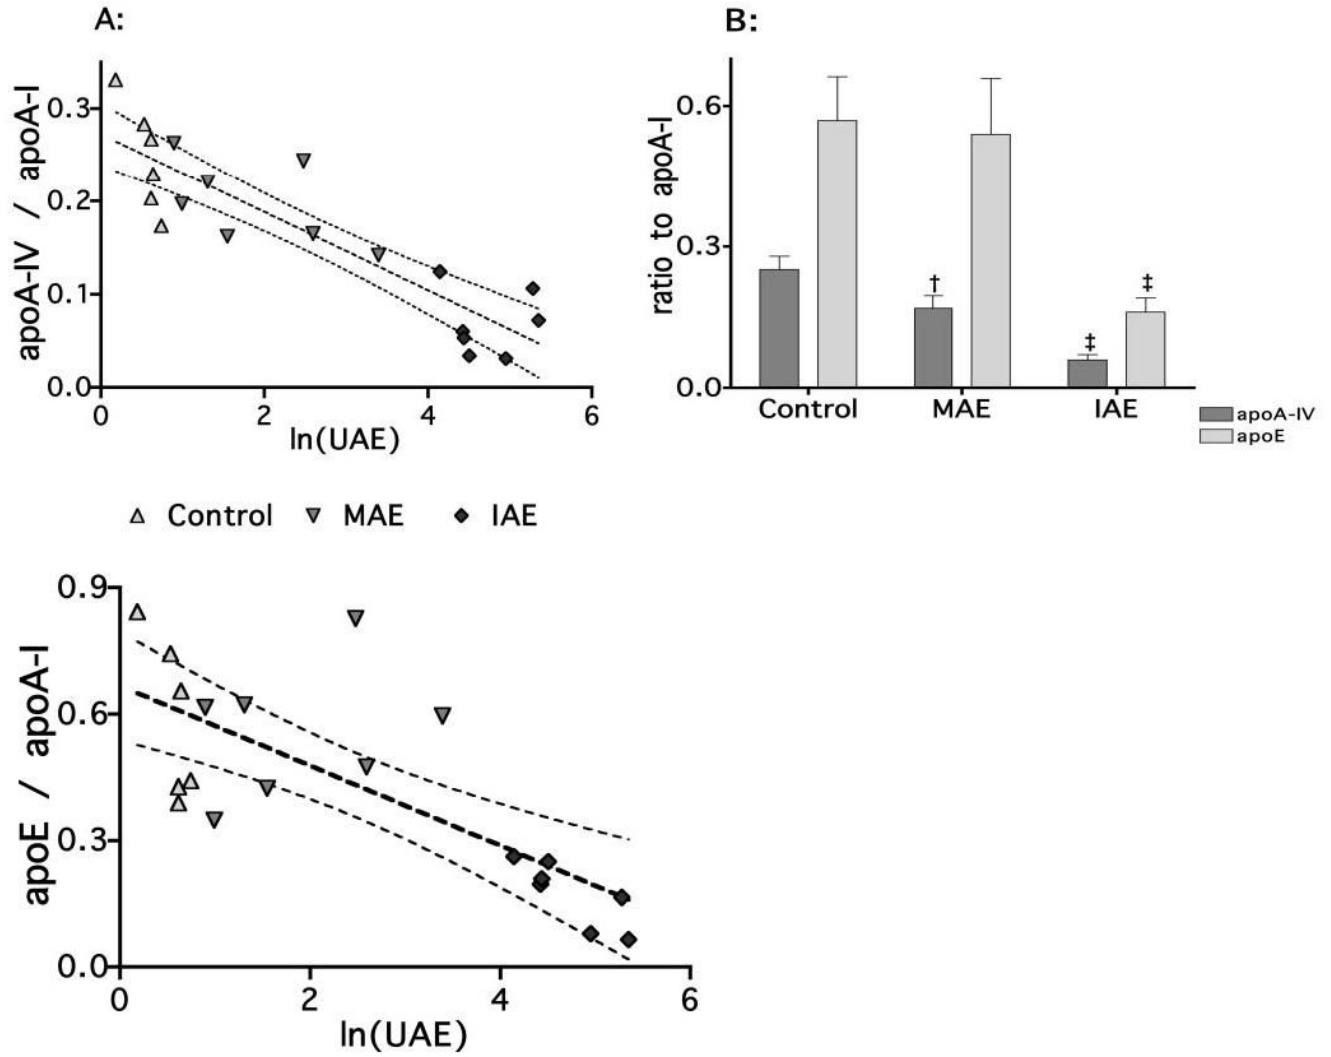 A:
apoA-IV / apoA-I
0.3
0.2
0.1
0.0
0 2 4 6
ln(UAE)
B:
ratio to apoA-I
0.6
0.3
0.0
† ‡ ‡
Control MAE IAE
apoA-IV
apoE
Control MAE IAE
apoE / apoA-I
0.9
0.6
0.3
0.0
0 2 4 6
ln(UAE)